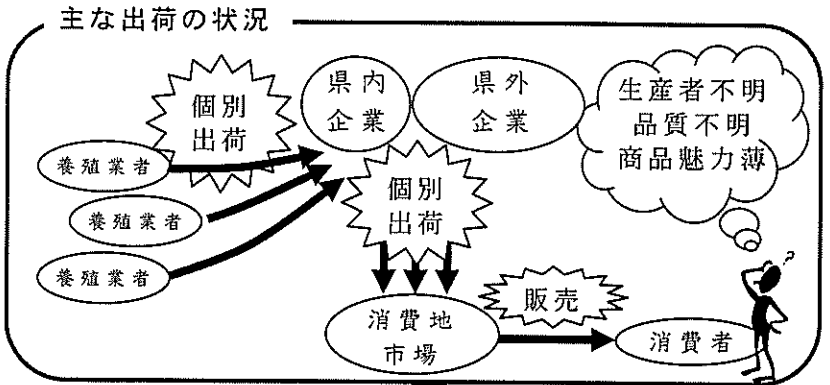 主な出荷の状況
個別
出荷
県内
企業
県外
企業
生産者不明
品質不明
商品魅力薄
養殖業者
養殖業者
養殖業者
個別
出荷
?
販売
消費地
市場
消費者